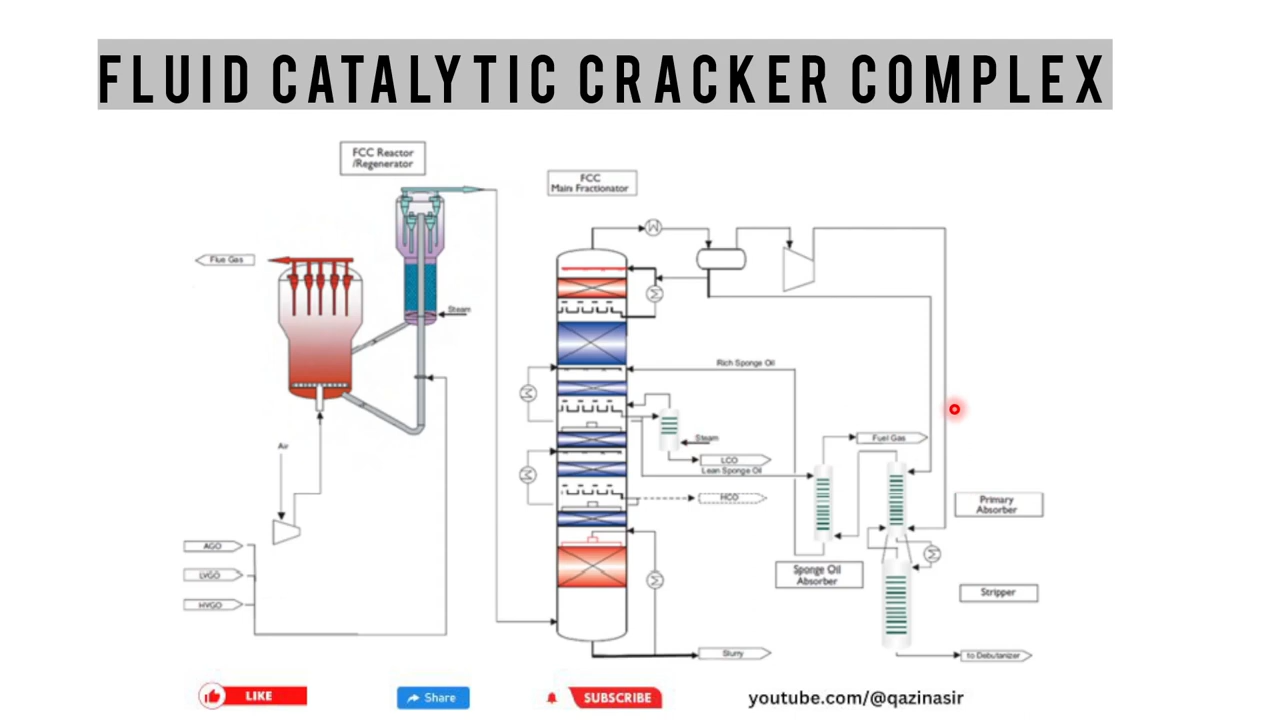 FLUID CATALYTIC CRACKER COMPLEX
FCC Reactor
/Regenerator
FCC
Main Fractionator
Flue Gas
Steam
Rich Sponge Oil
Air
Steam
LCO
Lean Sponge Oil
HCO
Fuel Gas
Primary
Absorber
AGO
LVGO
HVGO
Sponge Oil
Absorber
Stripper
Slurry
to Debutanizer
LIKE
Share
SUBSCRIBE
youtube.com/@qazinasir